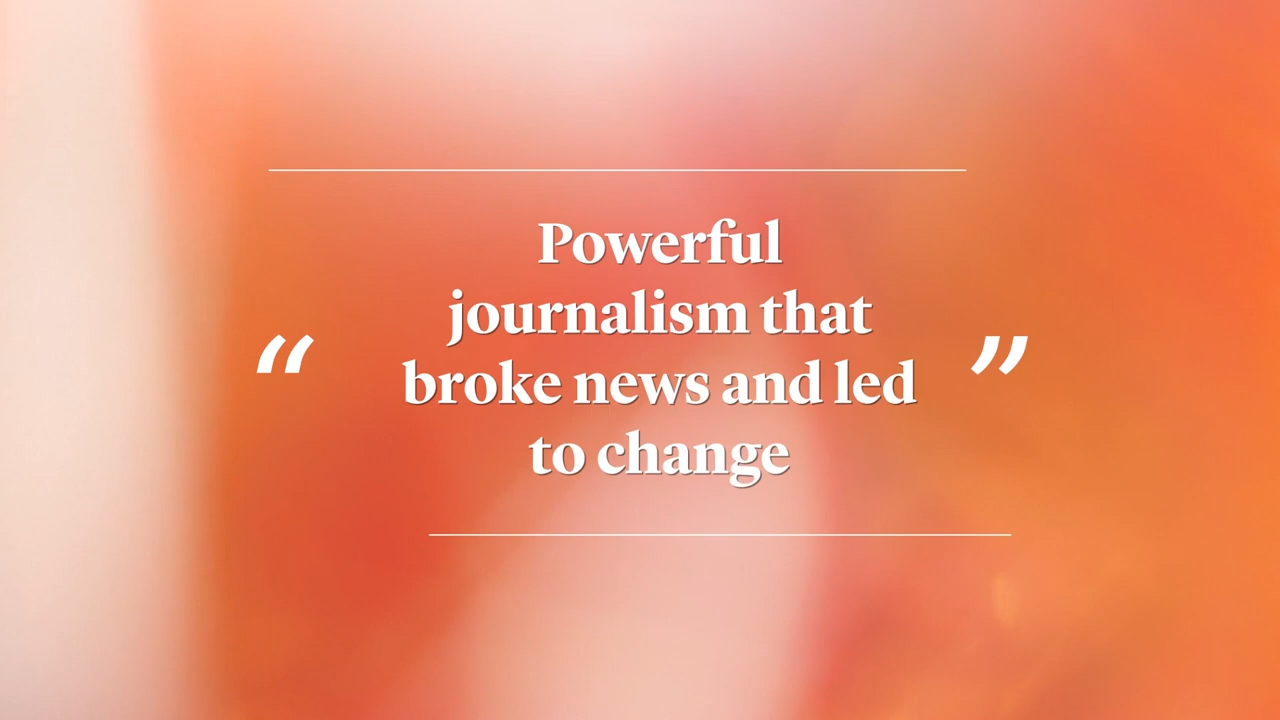 Powerful
journalism that
“ broke news and led ”
to change